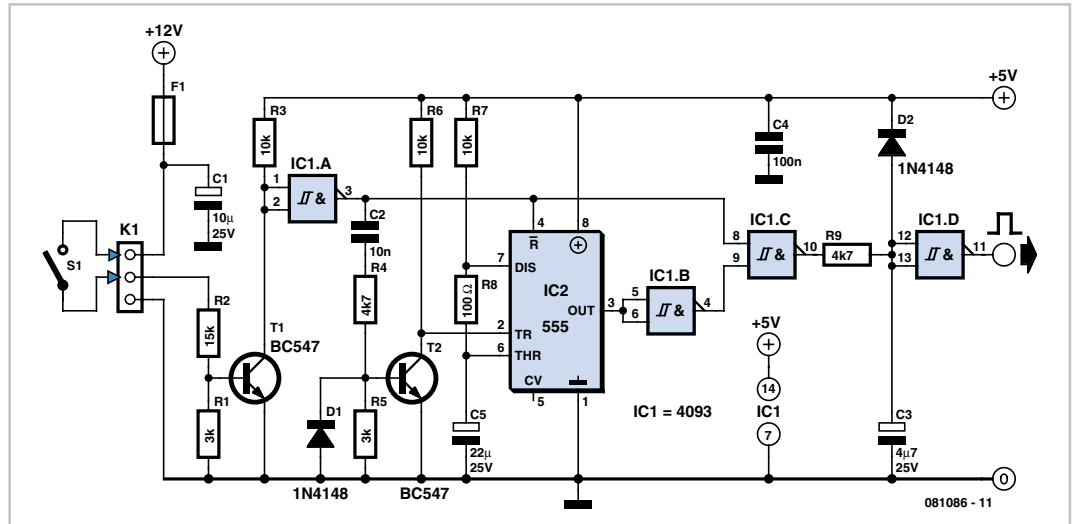 +12V
F1
C1
10µ
25V
K1
S1
R2
15k
R1
3k
T1
BC547
R3
10k
IC1.A
1
2
3
&
C2
10n
R4
4k7
D1
1N4148
R5
3k
T2
BC547
R6
10k
R7
10k
R8
100 Ω
C5
22µ
25V
4
8
R
7
DIS
IC2
555
2
TR
6
THR
OUT
3
CV
5
1
IC1.B
5
6
4
&
IC1 = 4093
C4
100n
+5V
14
IC1
7
IC1.C
8
9
10
&
R9
4k7
D2
1N4148
+5V
IC1.D
12
13
11
&
C3
4µ7
25V
0
081086 - 11